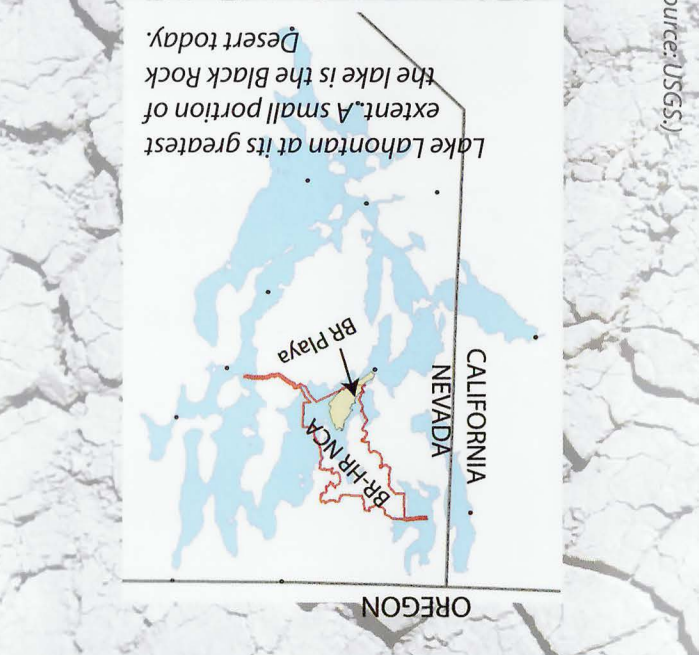 OREGON
CALIFORNIA
NEVADA
BR-HR NCA
BR Playa
Lake Lahontan at its greatest
extent. A small portion of
the lake is the Black Rock
Desert today.
ource: USGS.)